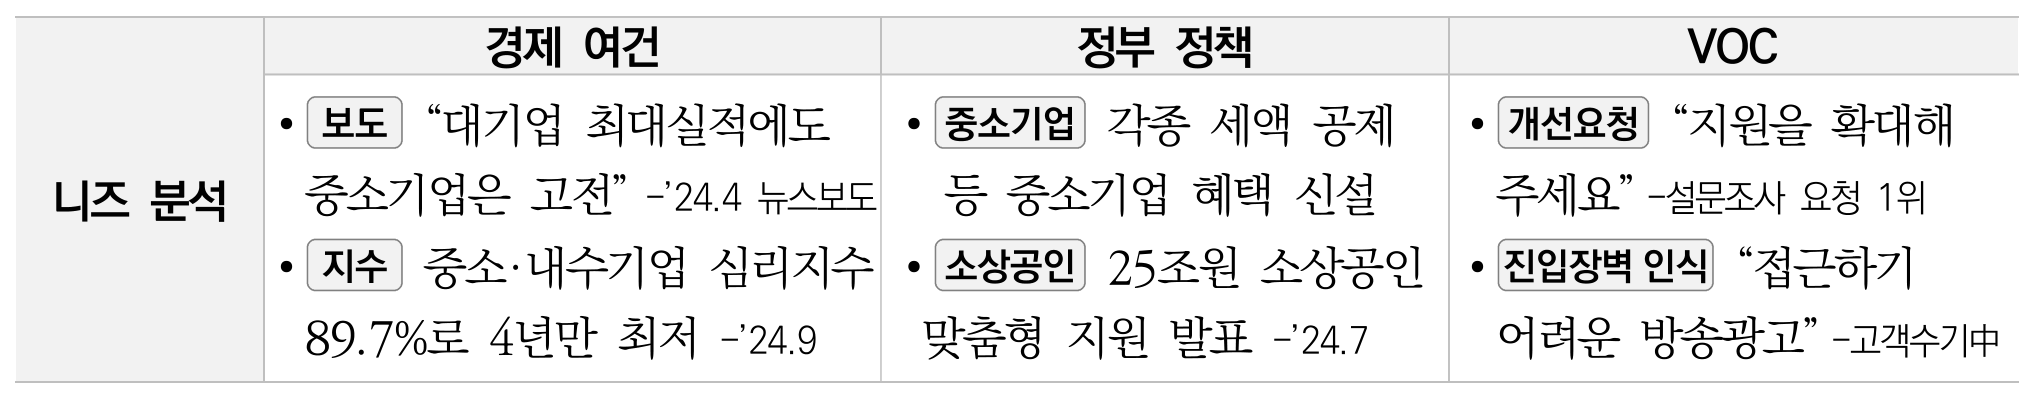 경제 여건
정부 정책
VOC
니즈 분석
• 보도 “대기업 최대실적에도
중소기업은 고전” –’24.4 뉴스보도
• 지수 중소·내수기업 심리지수
89.7%로 4년만 최저 –’24.9
• 중소기업 각종 세액 공제
등 중소기업 혜택 신설
• 소상공인 25조원 소상공인
맞춤형 지원 발표 –’24.7
• 개선요청 “지원을 확대해
주세요” –설문조사 요청 1위
• 진입장벽 인식 “접근하기
어려운 방송광고” –고객수기中